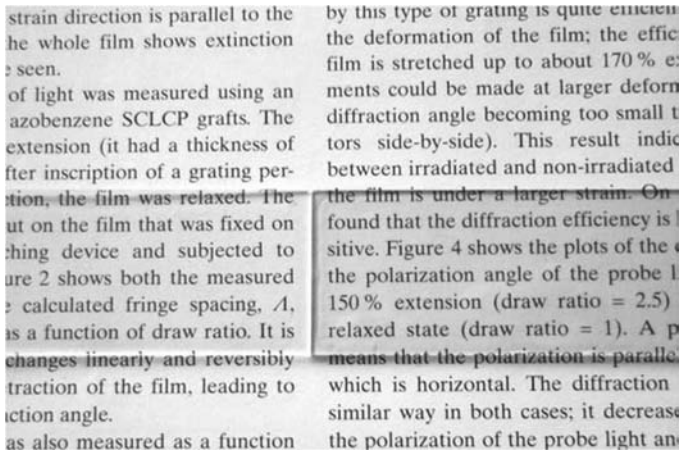 strain direction is parallel to the
he whole film shows extinction
e seen.
of light was measured using an
azobenzene SCLCP grafts. The
extension (it had a thickness of
fter inscription of a grating per-
ction, the film was relaxed. The
ut on the film that was fixed on
ching device and subjected to
ure 2 shows both the measured
e calculated fringe spacing, Λ,
as a function of draw ratio. It is
changes linearly and reversibly
traction of the film, leading to
ction angle.
as also measured as a function
by this type of grating is quite efficien
the deformation of the film; the effic
film is stretched up to about 170 % e
ments could be made at larger deform
diffraction angle becoming too small t
tors side-by-side). This result indic
between irradiated and non-irradiated
the film is under a larger strain. On
found that the diffraction efficiency is
sitive. Figure 4 shows the plots of the
the polarization angle of the probe l
150 % extension (draw ratio = 2.5)
relaxed state (draw ratio = 1). A p
means that the polarization is paralle
which is horizontal. The diffraction
similar way in both cases; it decrease
the polarization of the probe light an